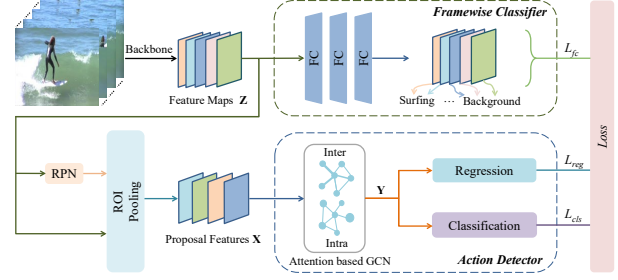 Framewise Classifier
Backbone
FC
FC
FC
L_fc
Feature Maps Z
Surfing ... Background
Loss
RPN
ROI Pooling
Proposal Features X
Inter
Intra
Attention based GCN
Y
Regression
L_reg
Classification
L_cls
Action Detector